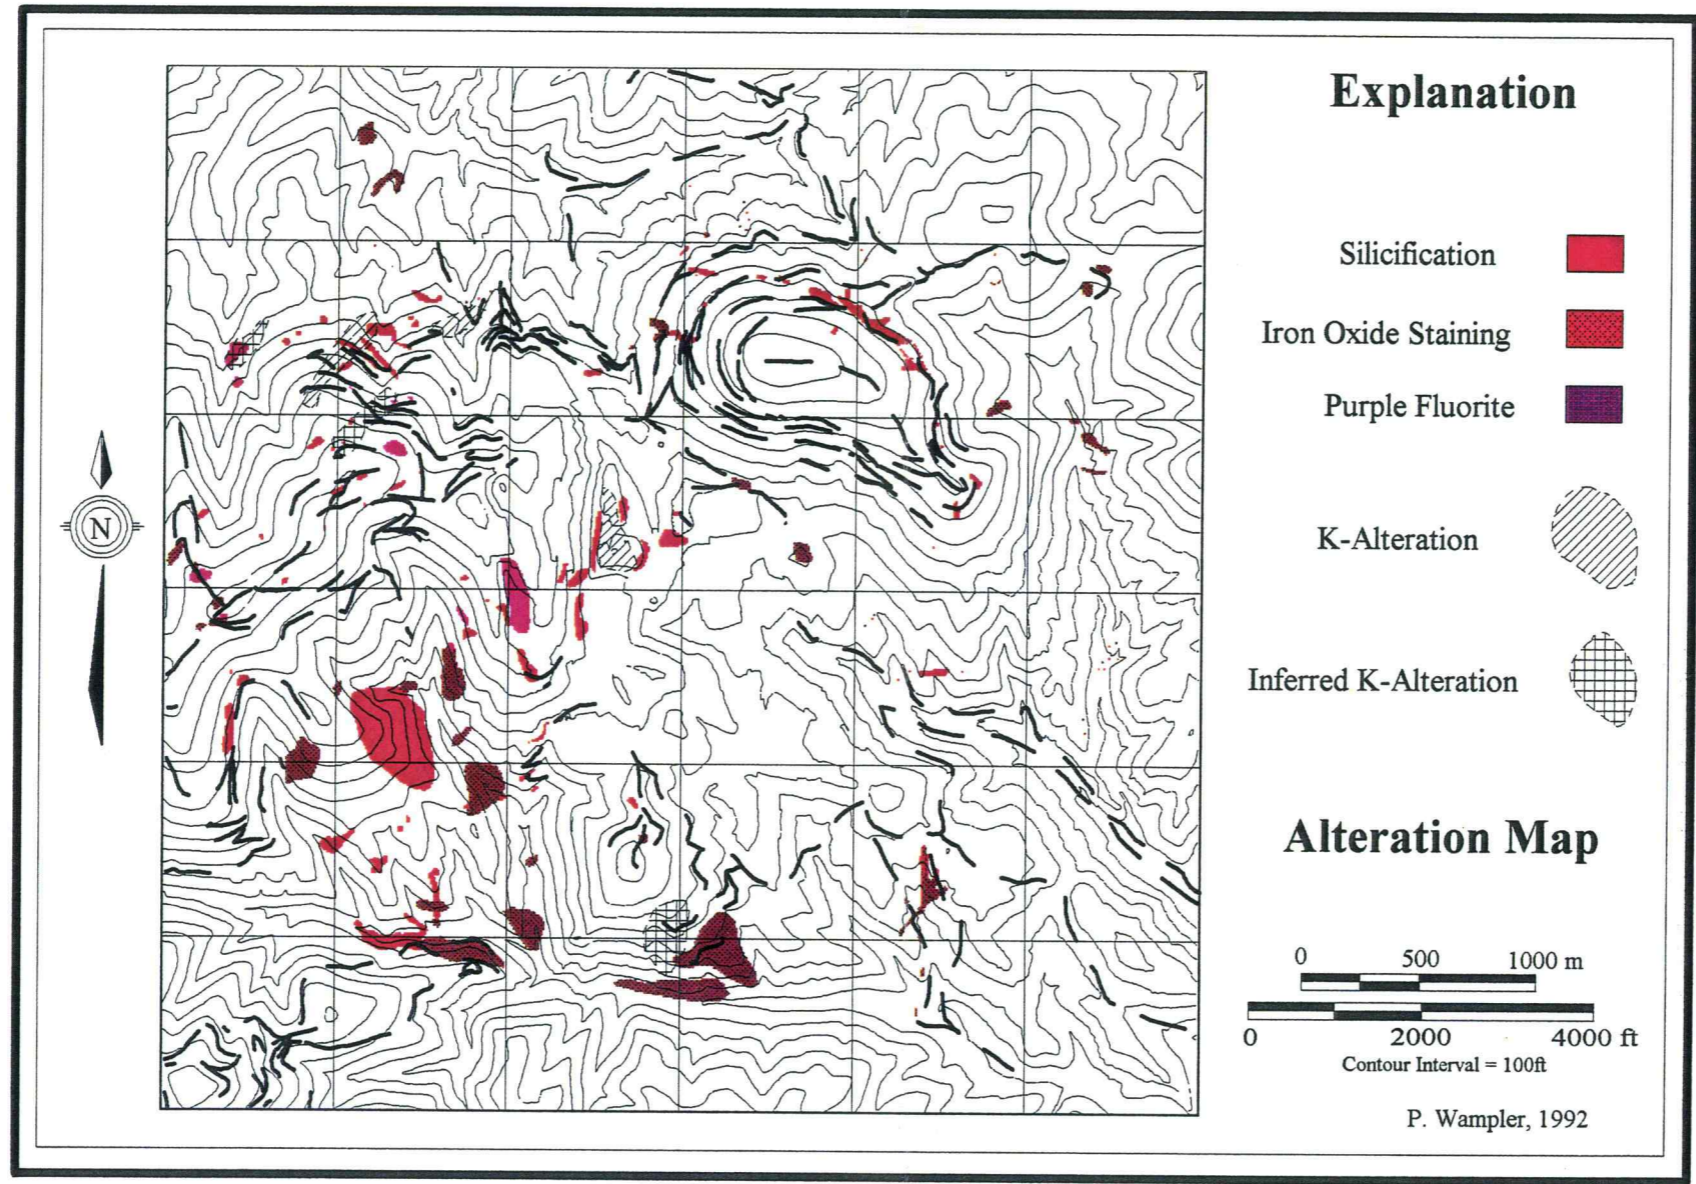 Explanation
Silicification
Iron Oxide Staining
Purple Fluorite
K-Alteration
Inferred K-Alteration
N
Alteration Map
0 500 1000 m
0 2000 4000 ft
Contour Interval = 100ft
P. Wampler, 1992